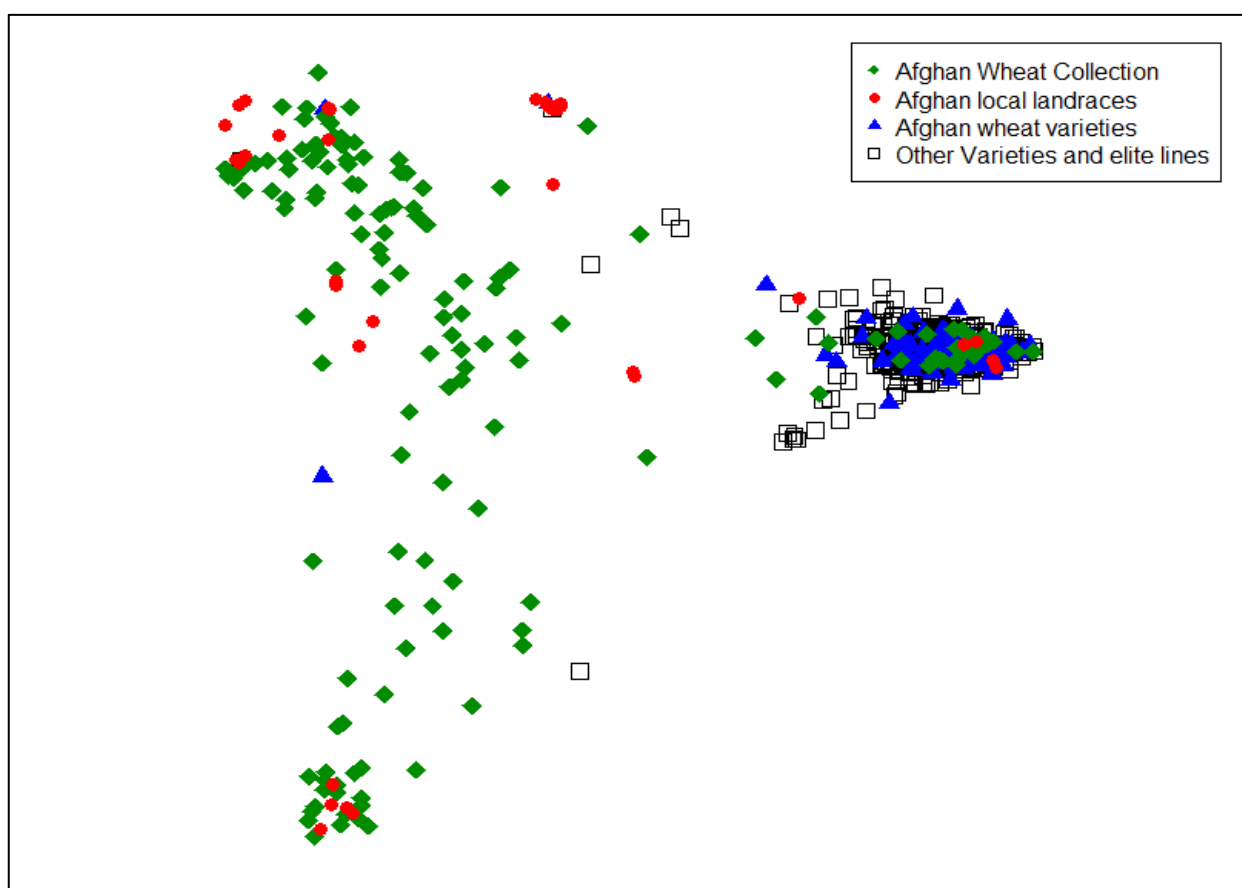 Afghan Wheat Collection
Afghan local landraces
Afghan wheat varieties
Other Varieties and elite lines